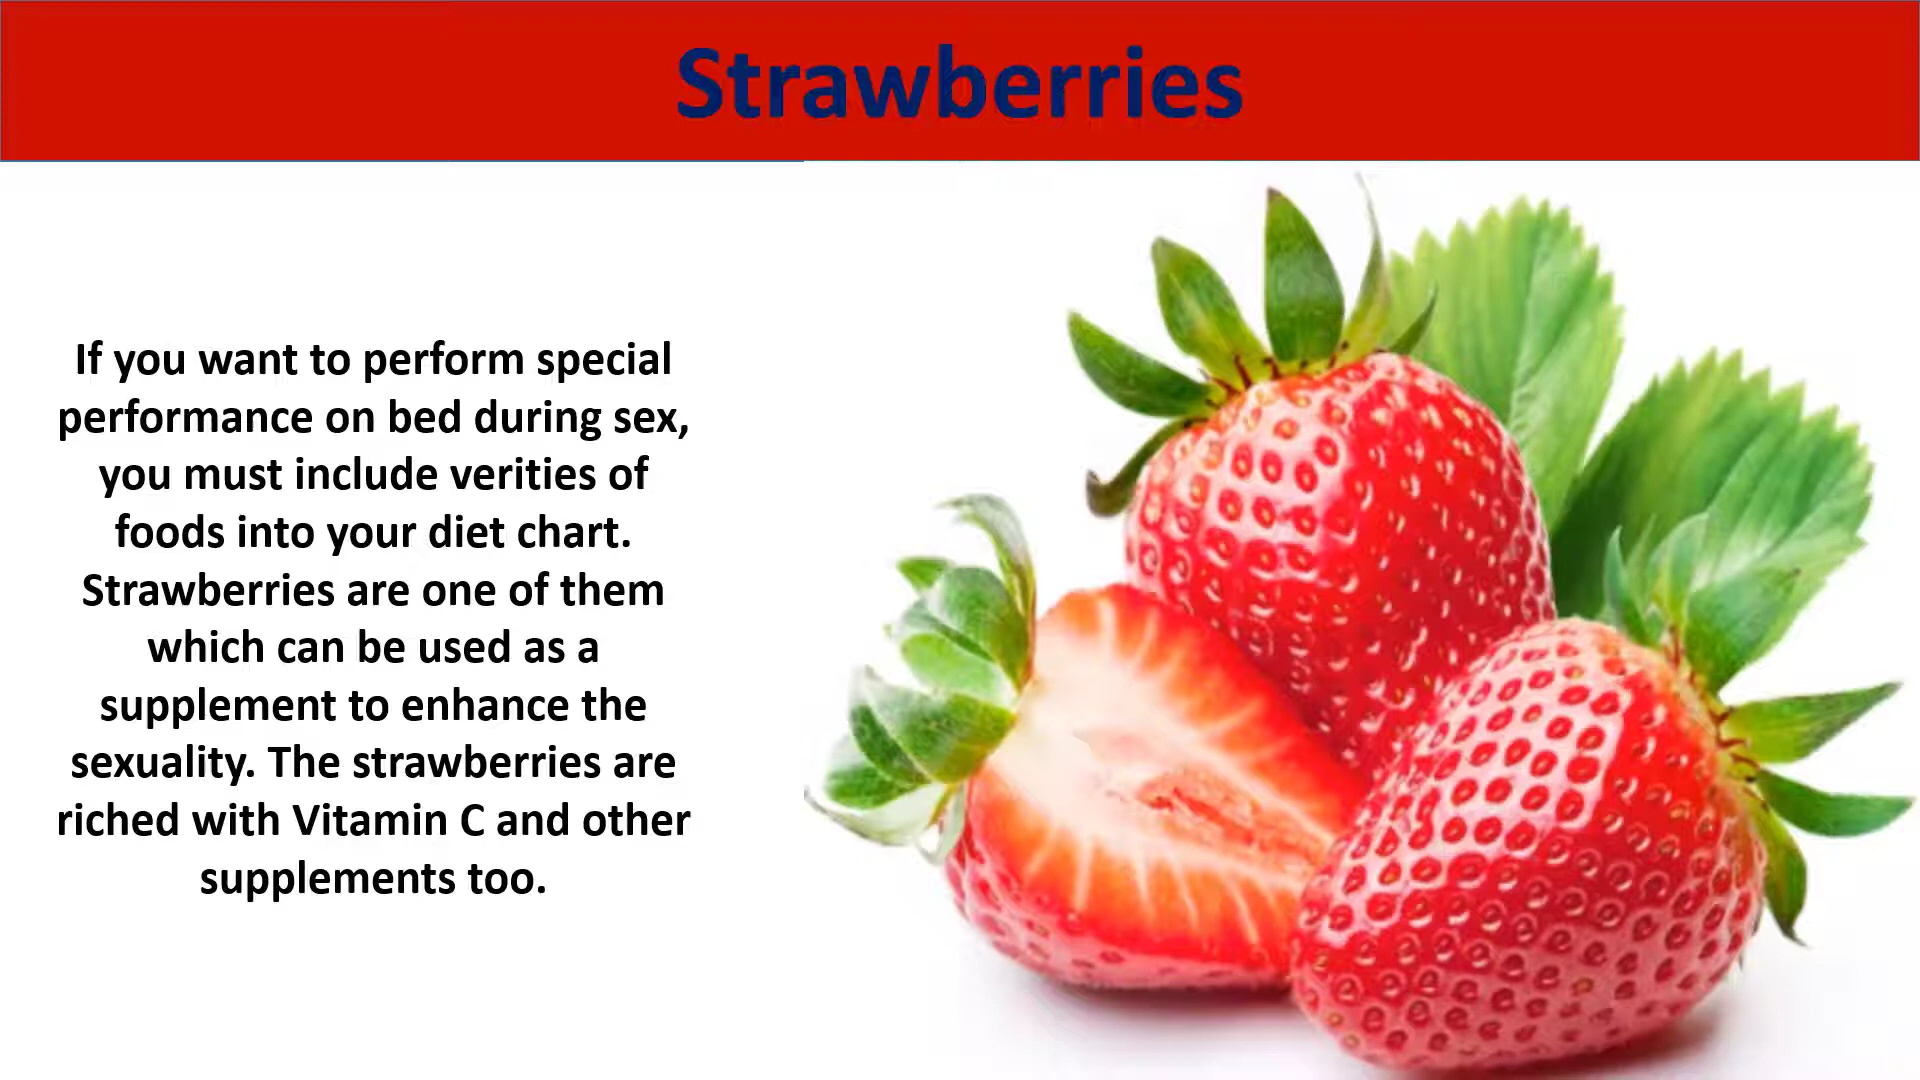 Strawberries
If you want to perform special
performance on bed during sex,
you must include verities of
foods into your diet chart.
Strawberries are one of them
which can be used as a
supplement to enhance the
sexuality. The strawberries are
riched with Vitamin C and other
supplements too.